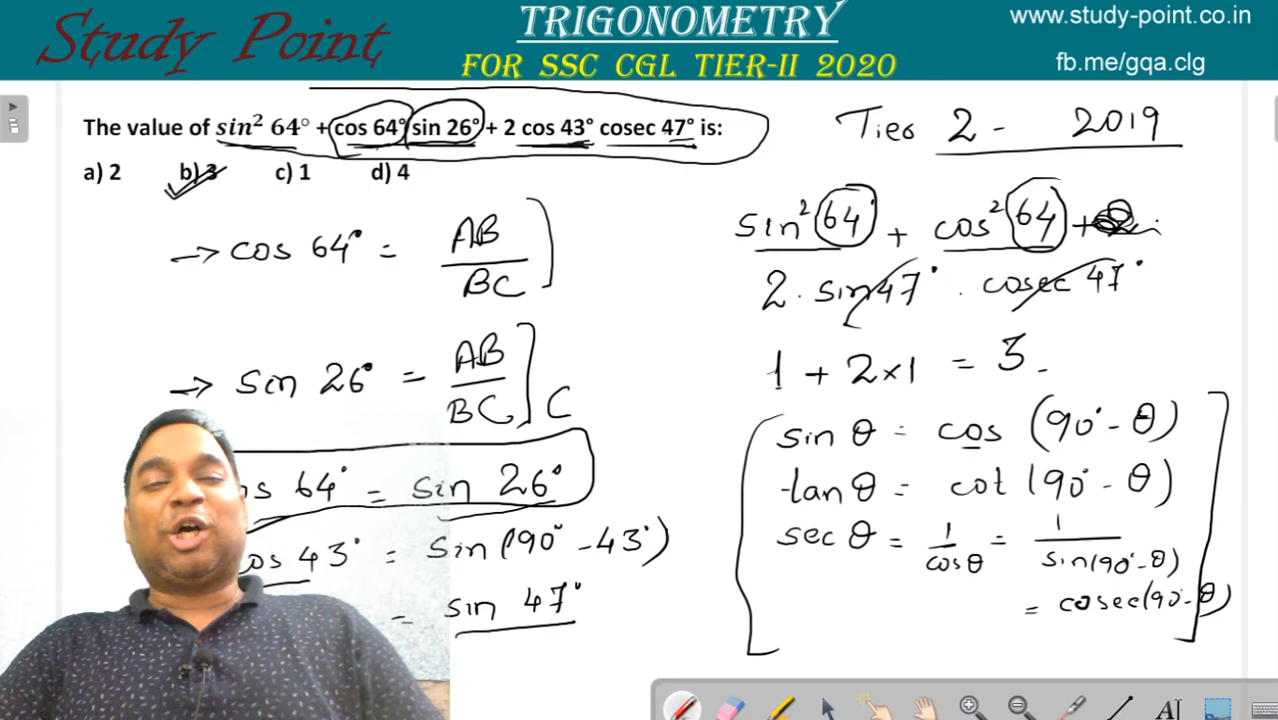 Study Point
TRIGONOMETRY
FOR SSC CGL TIER-II 2020
www.study-point.co.in
fb.me/gqa.clg
The value of sin² 64° + cos 64° sin 26° + 2 cos 43° cosec 47° is:
a) 2 b) 3 c) 1 d) 4
Tier 2 - 2019
→ cos 64° = AB/BC
→ sin 26° = AB/BC
C
os 64° = sin 26°
cos 43° = sin(90° - 43°)
= sin 47°
sin² 64° + cos² 64 +
2 . sin 47° . cosec 47°
1 + 2×1 = 3.
sin θ = cos (90° - θ)
tan θ = cot (90° - θ)
sec θ = 1/cos θ = 1/sin(90° - θ)
= cosec(90° - θ)